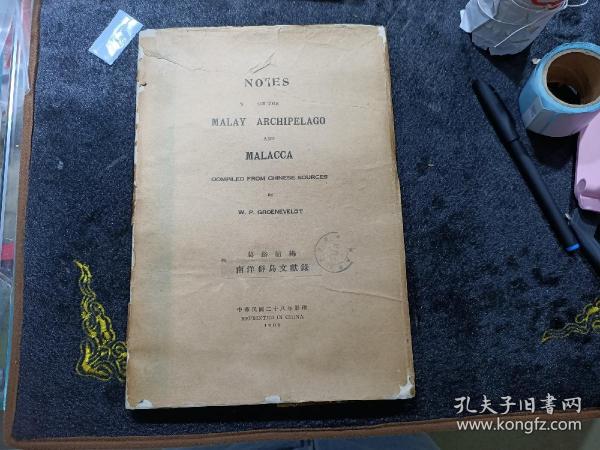 NOTES
ON THE
MALAY ARCHIPELAGO
AND
MALACCA
COMPILED FROM CHINESE SOURCES
BY
W. P. GROENEVELDT
南洋群島文獻錄
中華民國二十八年影印
REPRINTED IN CHINA
孔夫子旧書网
www.kongfz.com